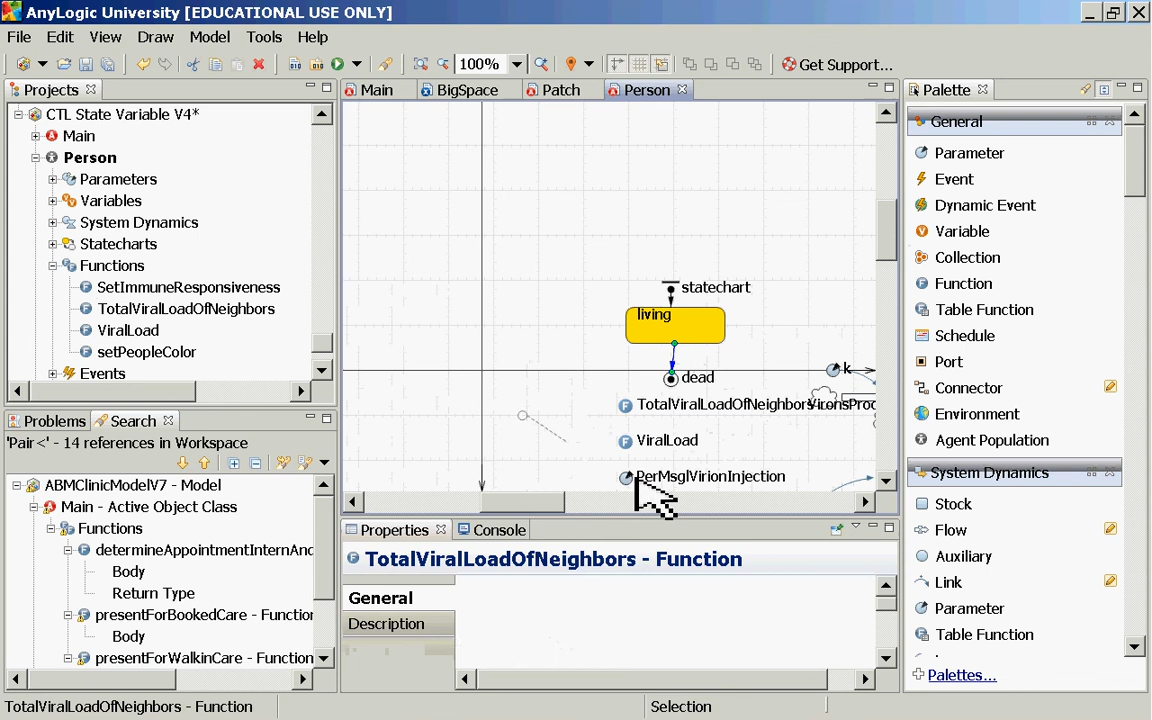 AnyLogic University [EDUCATIONAL USE ONLY]
File Edit View Draw Model Tools Help
100% Get Support...
Projects
CTL State Variable V4*
Main
Person
Parameters
Variables
System Dynamics
Statecharts
Functions
SetImmuneResponsiveness
TotalViralLoadOfNeighbors
ViralLoad
setPeopleColor
Events
Problems Search
'Pair<' - 14 references in Workspace
ABMClinicModelV7 - Model
Main - Active Object Class
Functions
determineAppointmentInternAnc
Body
Return Type
presentForBookedCare - Function
Body
presentForWalkinCare - Function
Main BigSpace Patch Person
statechart
living
k
dead
TotalViralLoadOfNeighbors
VironsProd
ViralLoad
PerMsgVirionInjection
Properties Console
TotalViralLoadOfNeighbors - Function
General
Description
Palette
General
Parameter
Event
Dynamic Event
Variable
Collection
Function
Table Function
Schedule
Port
Connector
Environment
Agent Population
System Dynamics
Stock
Flow
Auxiliary
Link
Parameter
Table Function
Palettes...
TotalViralLoadOfNeighbors - Function Selection